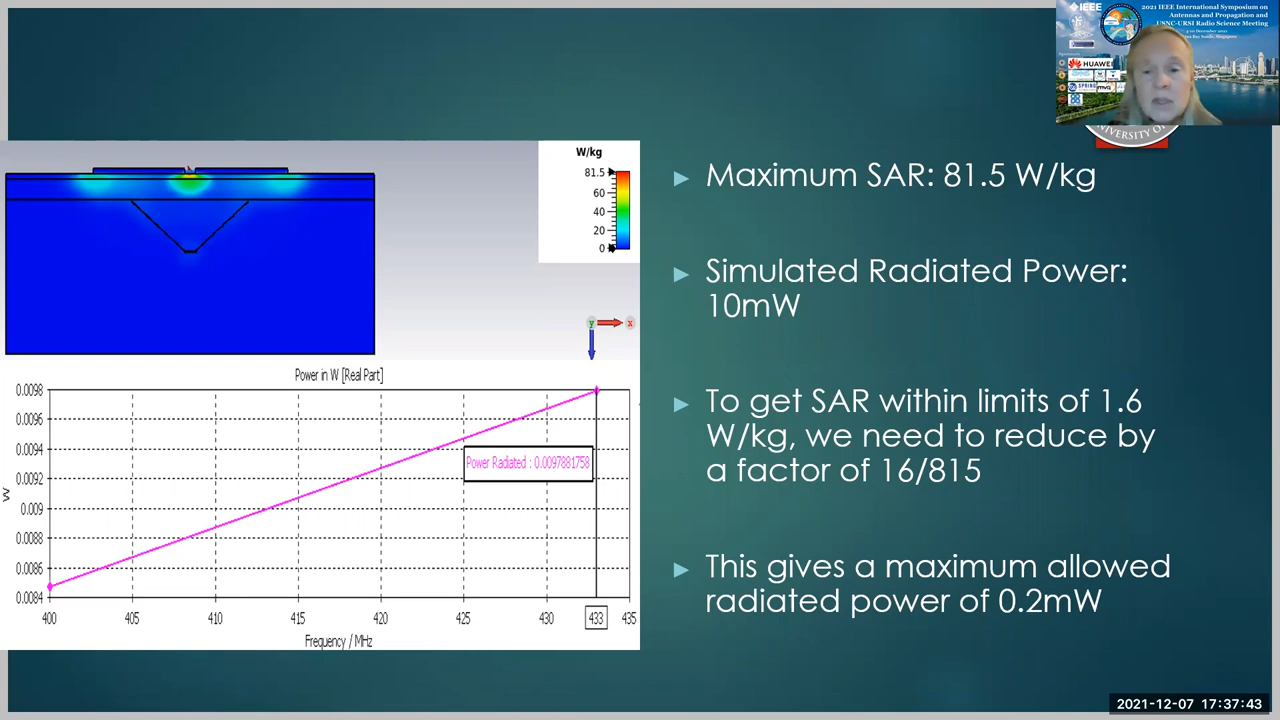 IEEE
2021 IEEE International Symposium on
Antennas and Propagation and
USNC-URSI Radio Science Meeting
HUAWEI
UNIVERSITY OF
W/kg
81.5
60
40
20
0
y x
Maximum SAR: 81.5 W/kg
Simulated Radiated Power:
10mW
To get SAR within limits of 1.6
W/kg, we need to reduce by
a factor of 16/815
This gives a maximum allowed
radiated power of 0.2mW
Power in W [Real Part]
0.0098
0.0096
0.0094
0.0092
0.009
0.0088
0.0086
0.0084
W
Power Radiated : 0.0097881758
400 405 410 415 420 425 430 433 435
Frequency / MHz
2021-12-07 17:37:43